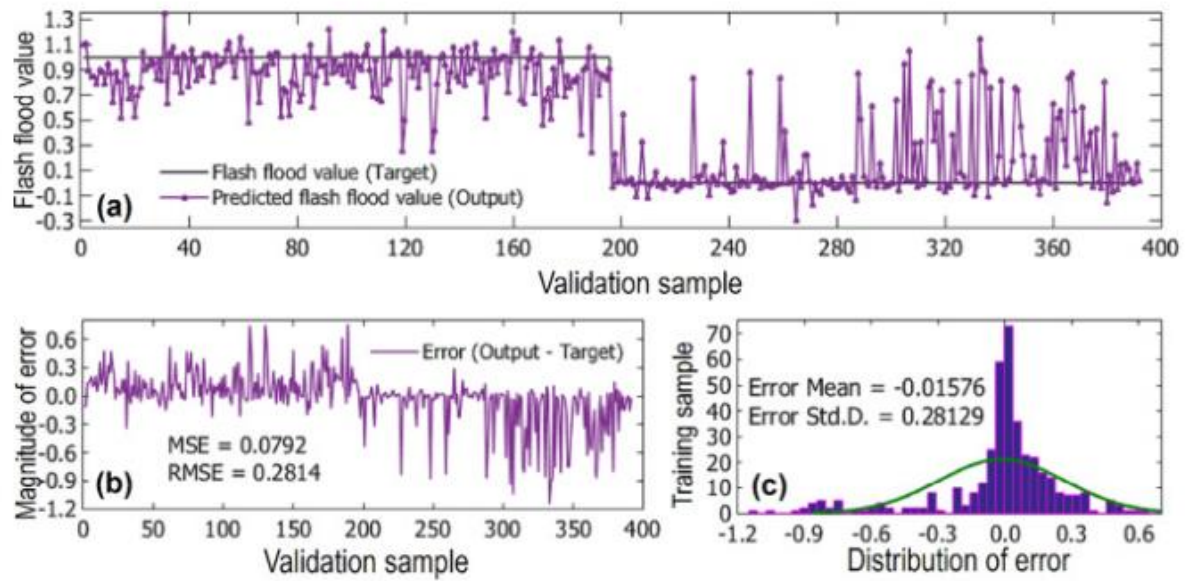 1.3
1.1
0.9
0.7
0.5
0.3
0.1
-0.1
-0.3
Flash flood value
Flash flood value (Target)
Predicted flash flood value (Output)
(a)
0 40 80 120 160 200 240 280 320 360 400
Validation sample
0.6
0.3
0.0
-0.3
-0.6
-0.9
-1.2
Magnitude of error
Error (Output - Target)
MSE = 0.0792
RMSE = 0.2814
(b)
0 50 100 150 200 250 300 350 400
Validation sample
70
60
50
40
30
20
10
0
Training sample
Error Mean = -0.01576
Error Std.D. = 0.28129
(c)
-1.2 -0.9 -0.6 -0.3 0.0 0.3 0.6
Distribution of error